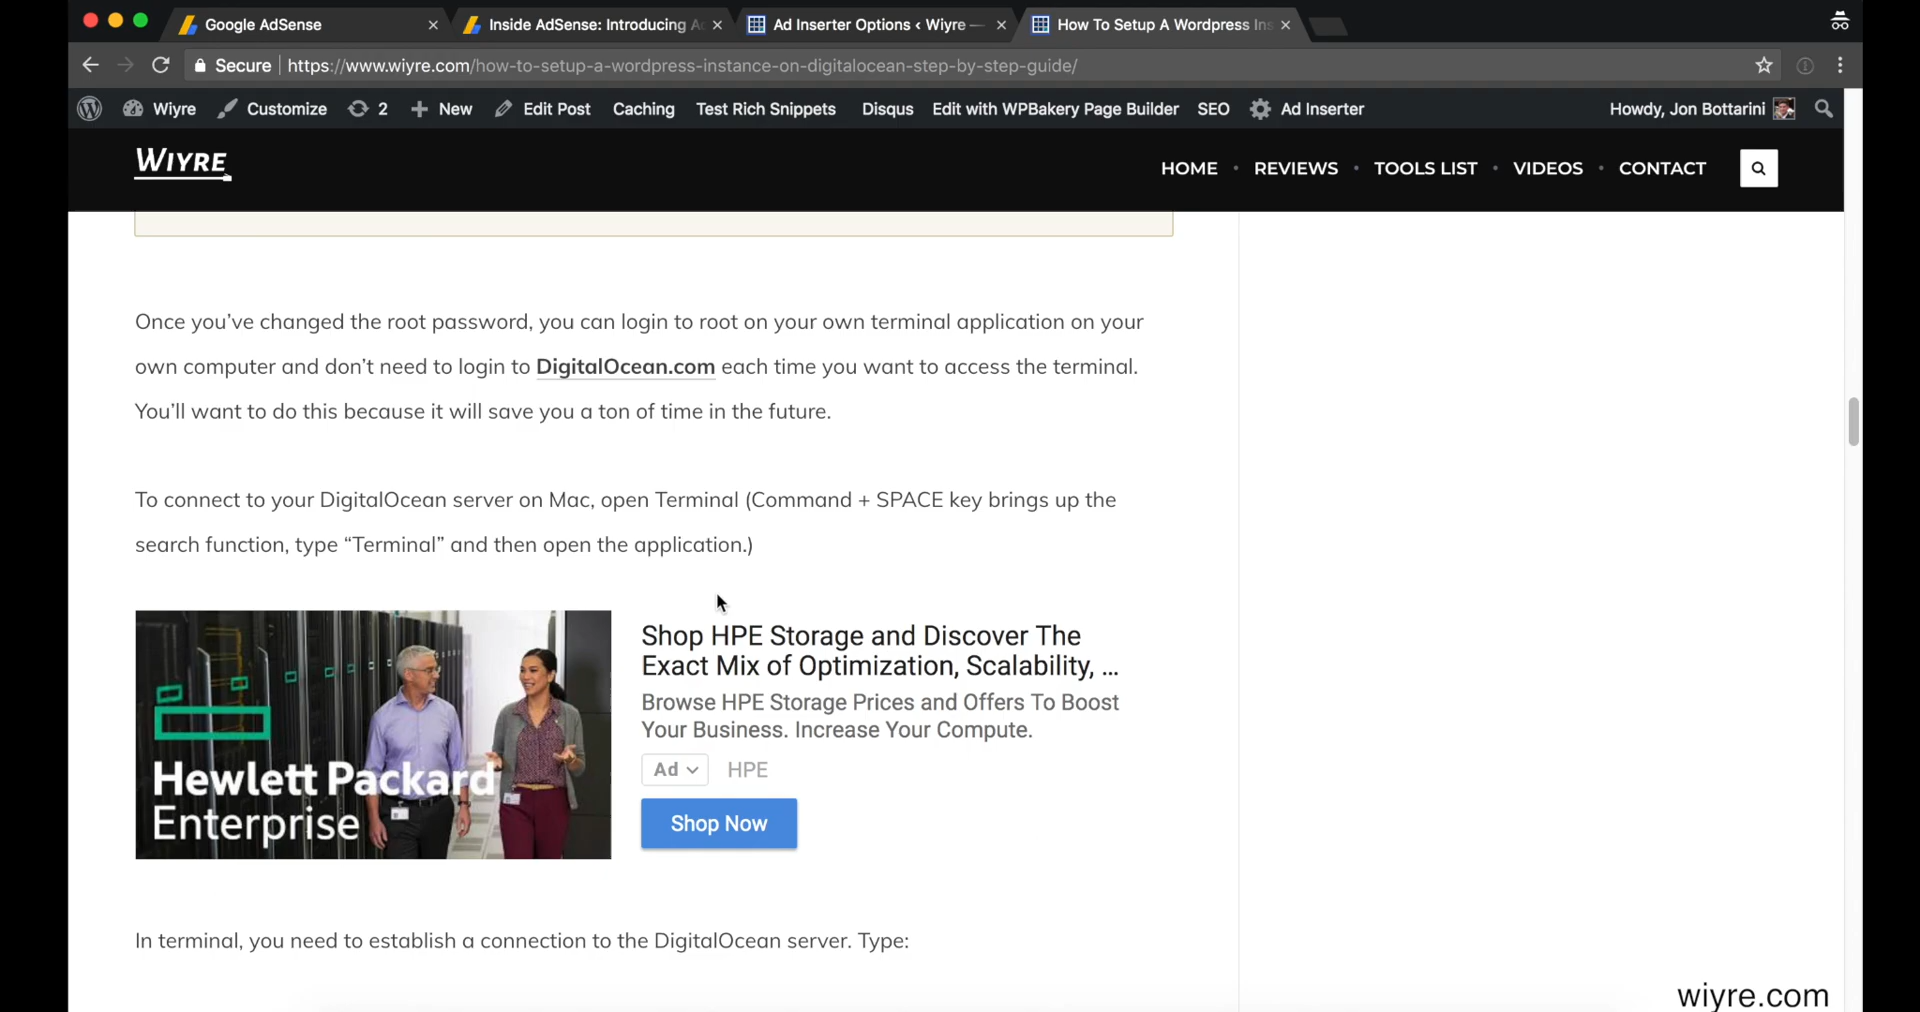 Google AdSense
Inside AdSense: Introducing A
Ad Inserter Options ‹ Wiyre —
How To Setup A Wordpress Ins
Secure https://www.wiyre.com/how-to-setup-a-wordpress-instance-on-digitalocean-step-by-step-guide/
Wiyre Customize 2 New Edit Post Caching Test Rich Snippets Disqus Edit with WPBakery Page Builder SEO Ad Inserter Howdy, Jon Bottarini
WIYRE
HOME • REVIEWS • TOOLS LIST • VIDEOS • CONTACT
Once you’ve changed the root password, you can login to root on your own terminal application on your
own computer and don’t need to login to DigitalOcean.com each time you want to access the terminal.
You’ll want to do this because it will save you a ton of time in the future.
To connect to your DigitalOcean server on Mac, open Terminal (Command + SPACE key brings up the
search function, type “Terminal” and then open the application.)
Hewlett Packard
Enterprise
Shop HPE Storage and Discover The
Exact Mix of Optimization, Scalability, ...
Browse HPE Storage Prices and Offers To Boost
Your Business. Increase Your Compute.
Ad HPE
Shop Now
In terminal, you need to establish a connection to the DigitalOcean server. Type:
wiyre.com